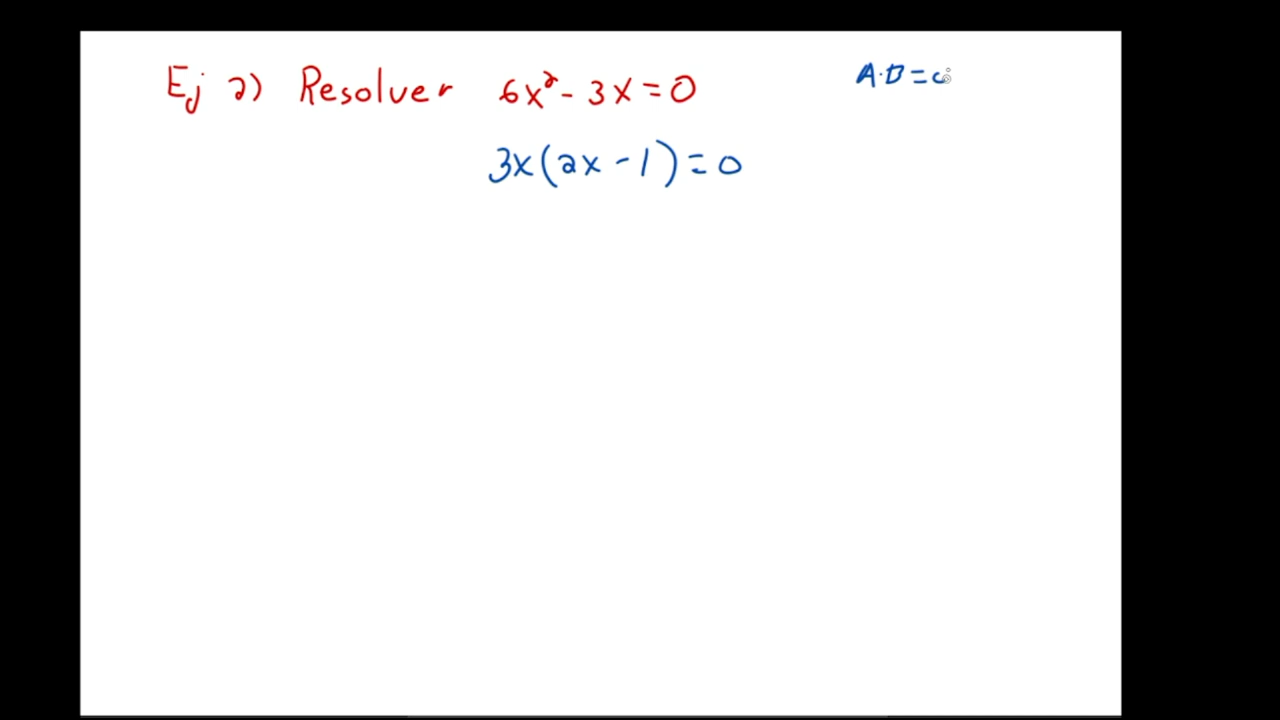 Ej 2) Resolver 6x² - 3x = 0
A·B = 0
3x(2x - 1) = 0